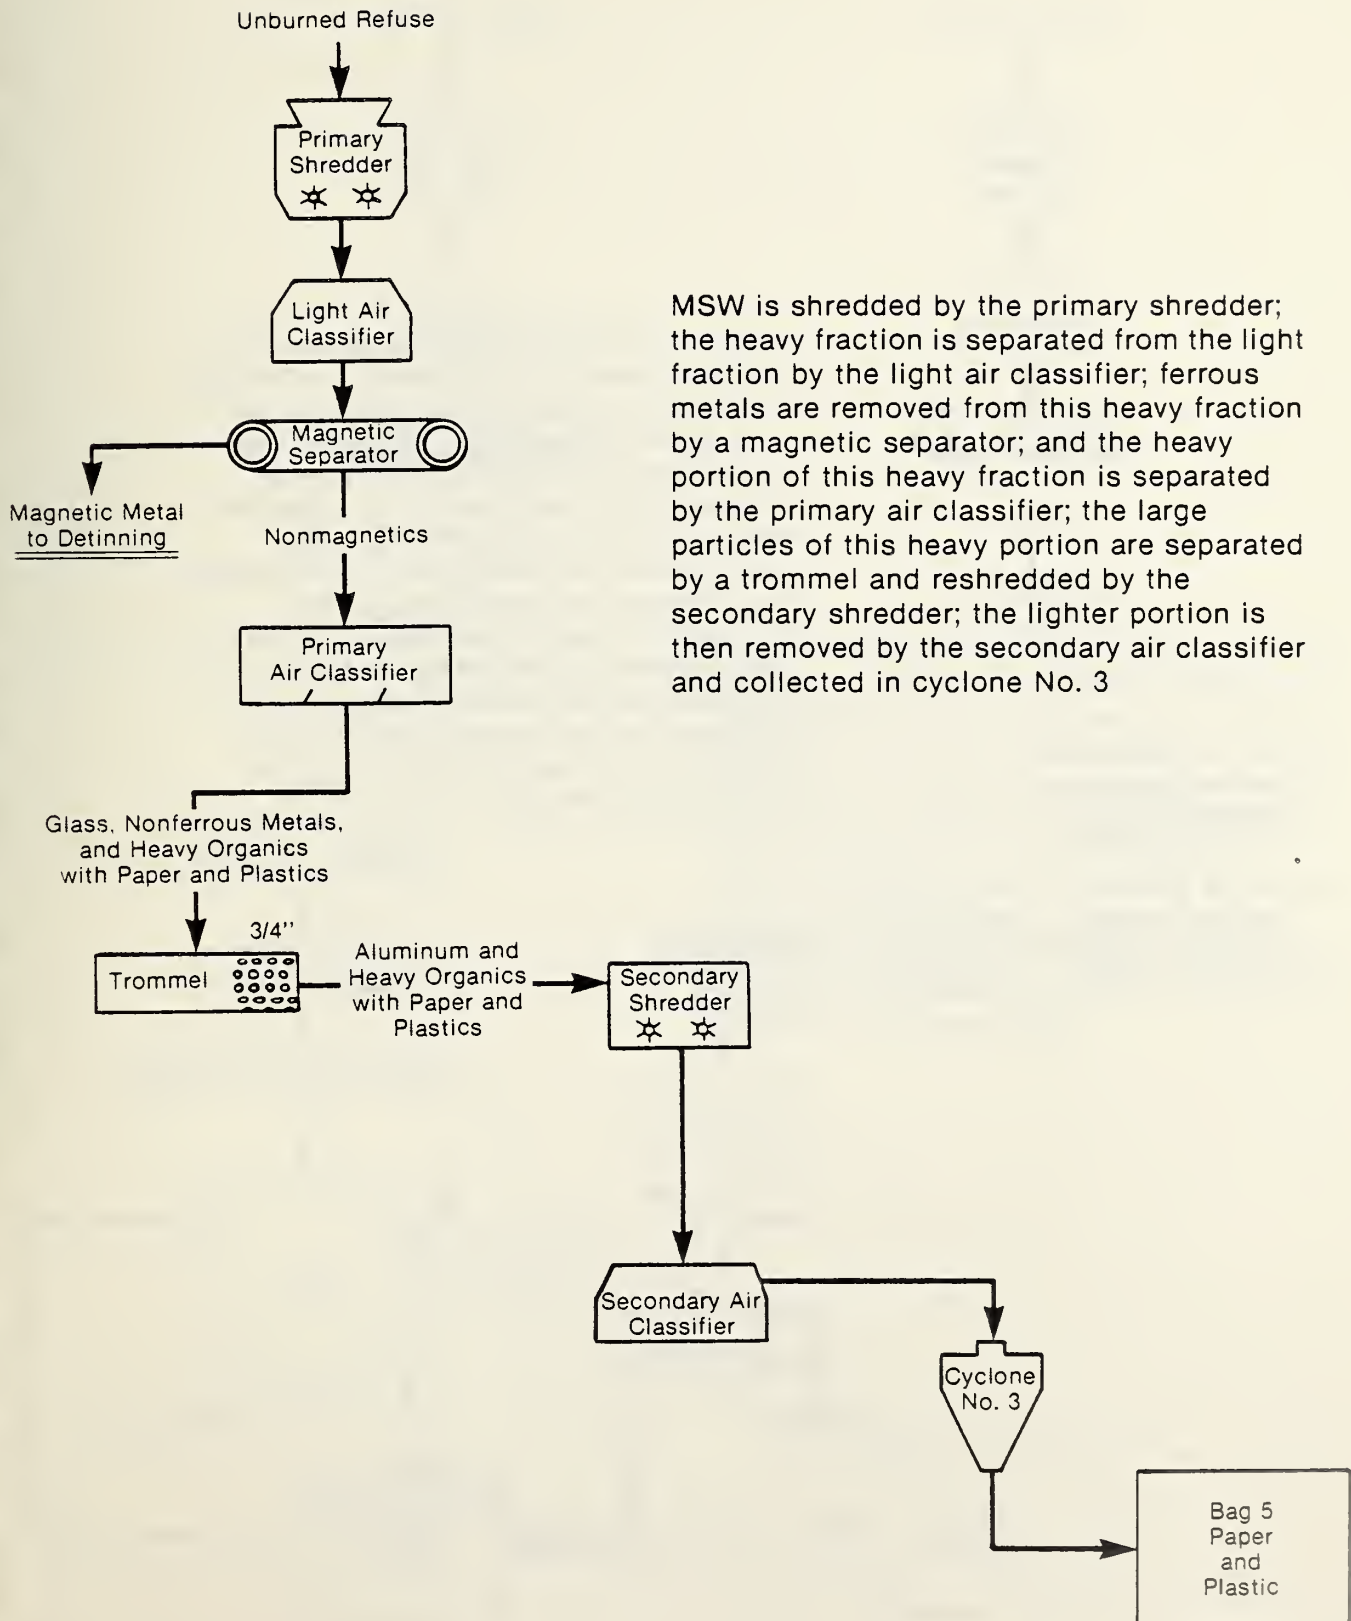 Unburned Refuse
Primary
Shredder
Light Air
Classifier
MSW is shredded by the primary shredder;
the heavy fraction is separated from the light
fraction by the light air classifier; ferrous
metals are removed from this heavy fraction
by a magnetic separator; and the heavy
portion of this heavy fraction is separated
by the primary air classifier; the large
particles of this heavy portion are separated
by a trommel and reshredded by the
secondary shredder; the lighter portion is
then removed by the secondary air classifier
and collected in cyclone No. 3
Magnetic
Separator
Magnetic Metal
to Detinning
Nonmagnetics
Primary
Air Classifier
Glass, Nonferrous Metals,
and Heavy Organics
with Paper and Plastics
3/4''
Trommel
Aluminum and
Heavy Organics
with Paper and
Plastics
Secondary
Shredder
Secondary Air
Classifier
Cyclone
No. 3
Bag 5
Paper
and
Plastic